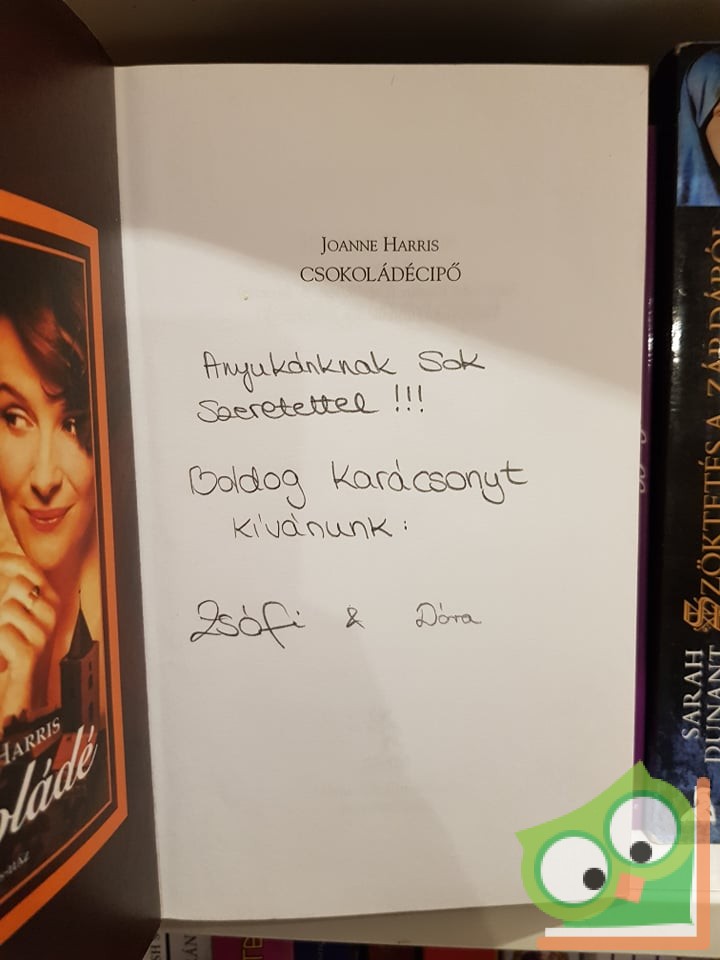 JOANNE HARRIS
CSOKOLÁDÉCIPŐ
Anyukánknak Sok
Szeretettel !!!
Boldog Karácsonyt
kívánunk:
Zsófi & Dóra
HARRIS
oládé
SARAH
DUNANT
SZÖKTETÉS A ZÁRDÁBÓL